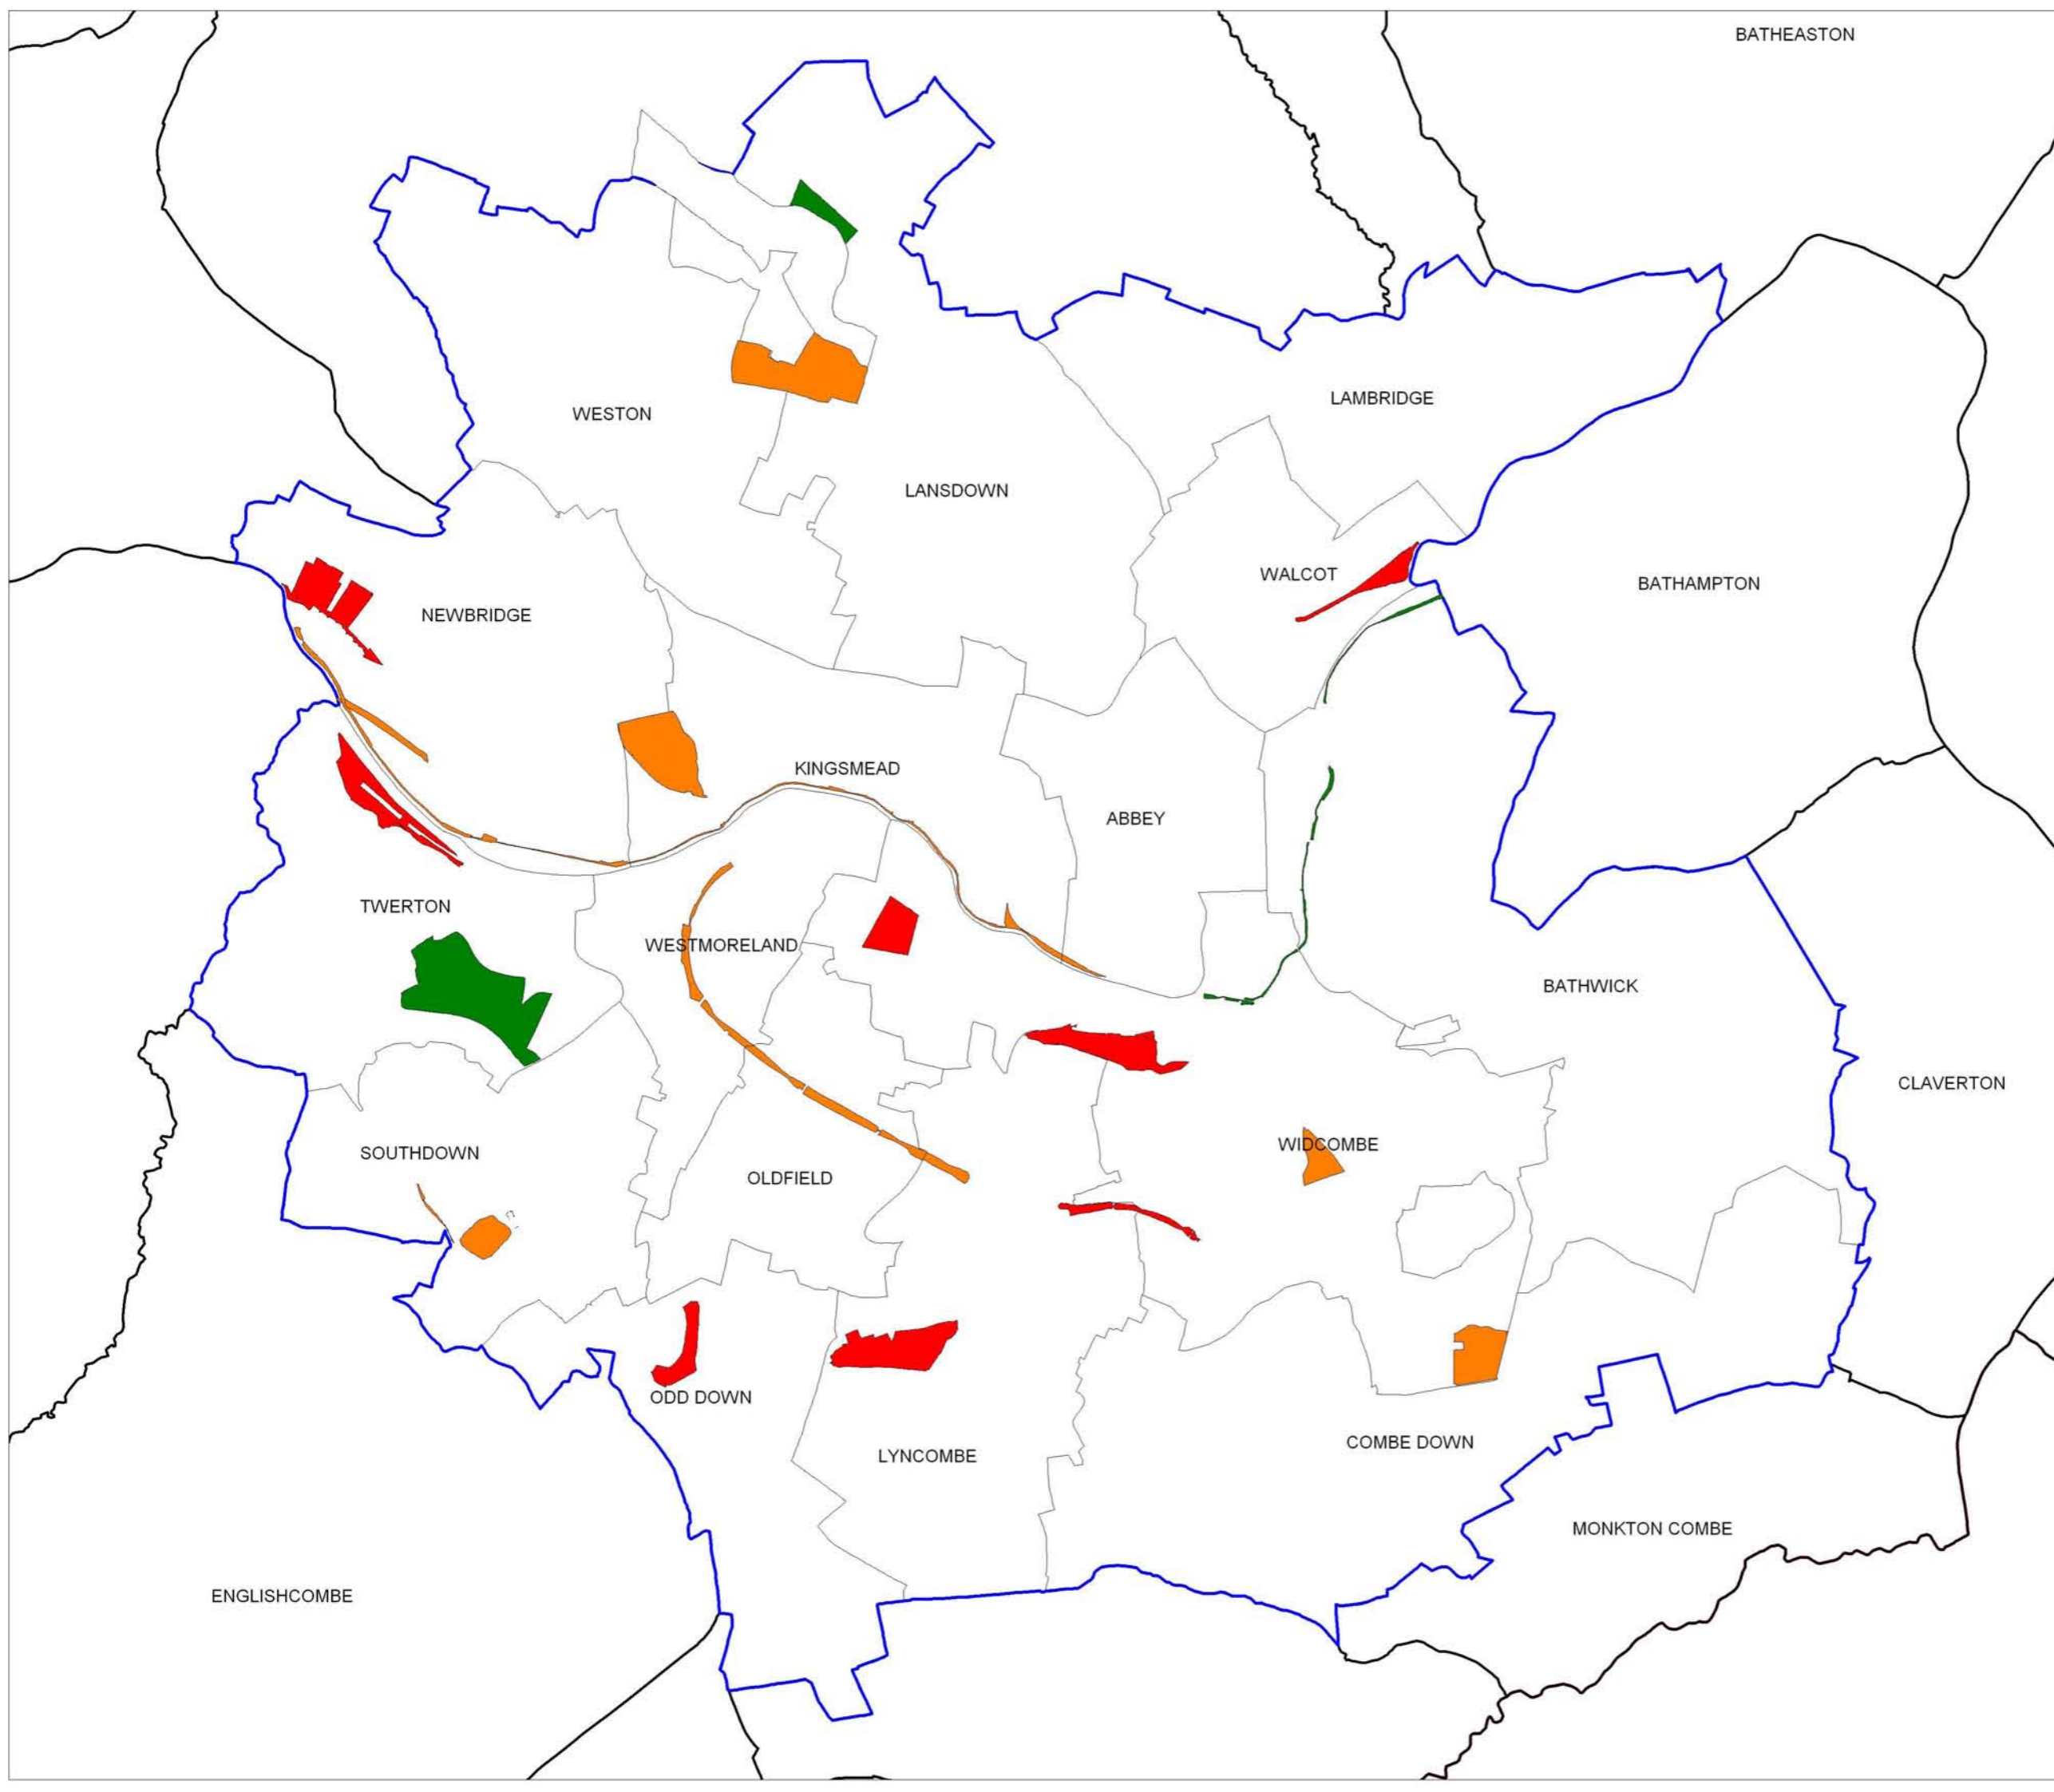 BATHEASTON
LAMBRIDGE
WESTON
LANSDOWN
WALCOT
BATHAMPTON
NEWBRIDGE
KINGSMEAD
ABBEY
TWERTON
WESTMORELAND
BATHWICK
CLAVERTON
WIDCOMBE
SOUTHDOWN
OLDFIELD
ODD DOWN
COMBE DOWN
LYNCOMBE
MONKTON COMBE
ENGLISHCOMBE